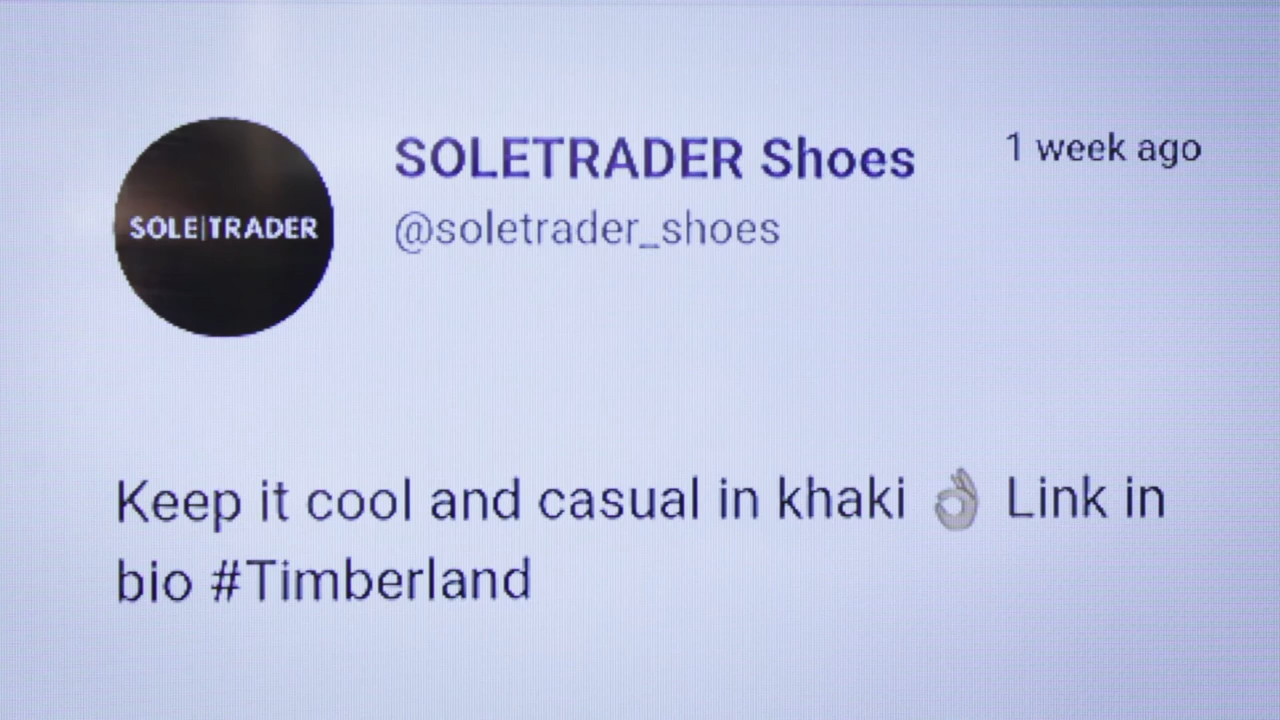 SOLE|TRADER
SOLETRADER Shoes
1 week ago
@soletrader_shoes
Keep it cool and casual in khaki 👌 Link in
bio #Timberland